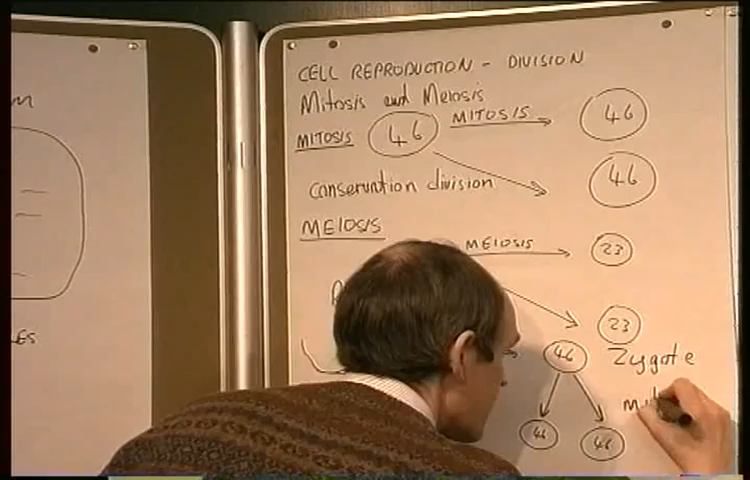 CELL REPRODUCTION - DIVISION
Mitosis and Meiosis
MITOSIS 46 MITOSIS 46
46
Conservation division
MEIOSIS
MEIOSIS 23
23
46 Zygote
46 46